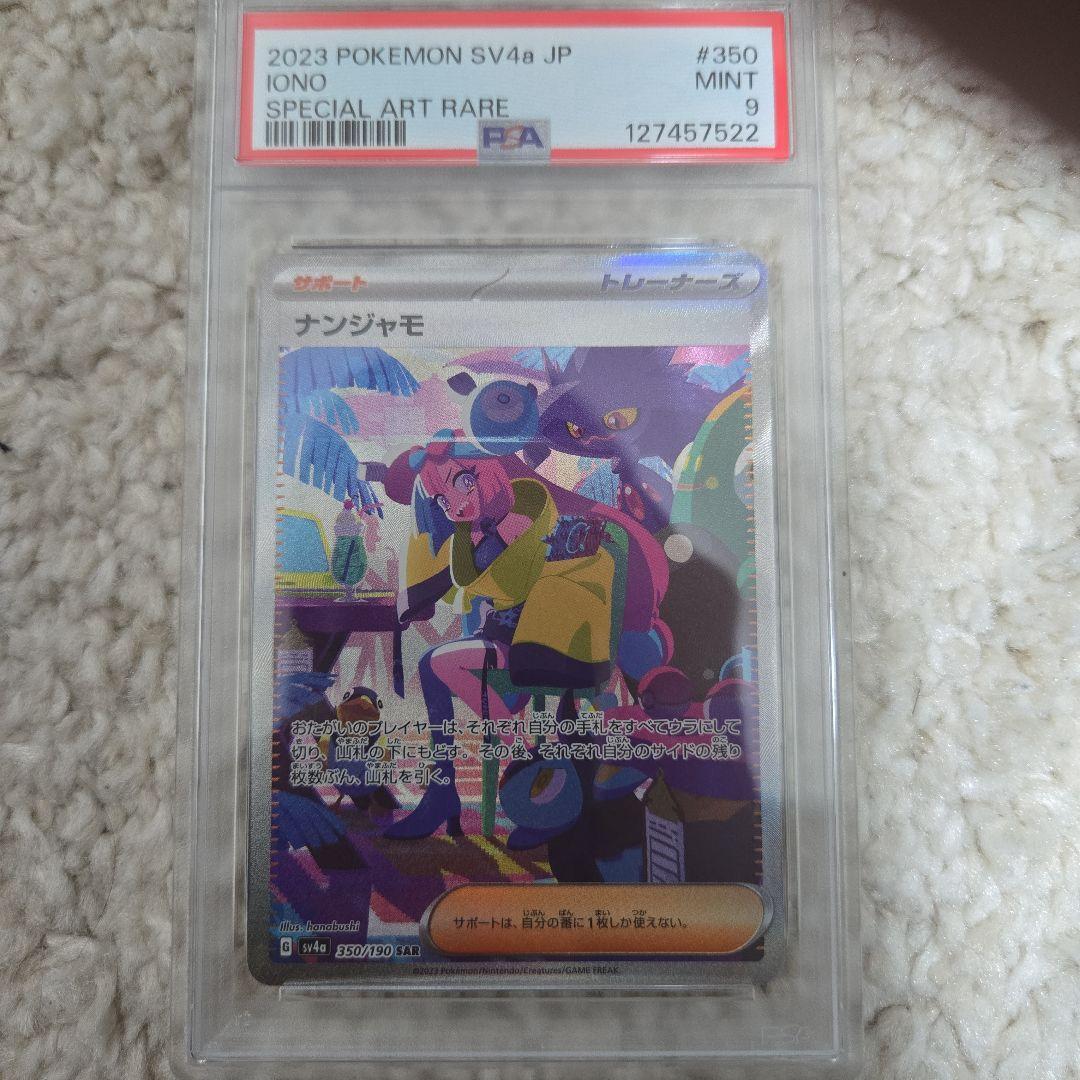 2023 POKEMON SV4a JP #350
IONO MINT
SPECIAL ART RARE 9
PSA 127457522
サポート トレーナーズ
ナンジャモ
おたがいのプレイヤーは、それぞれ自分の手札をすべてウラにして
切り、山札の下にもどす。その後、それぞれ自分のサイドの残り
枚数ぶん、山札を引く。
サポートは、自分の番に1枚しか使えない。
Illus. hanabushi
G sv4a 350/190 SAR
©2023 Pokémon/Nintendo/Creatures/GAME FREAK.